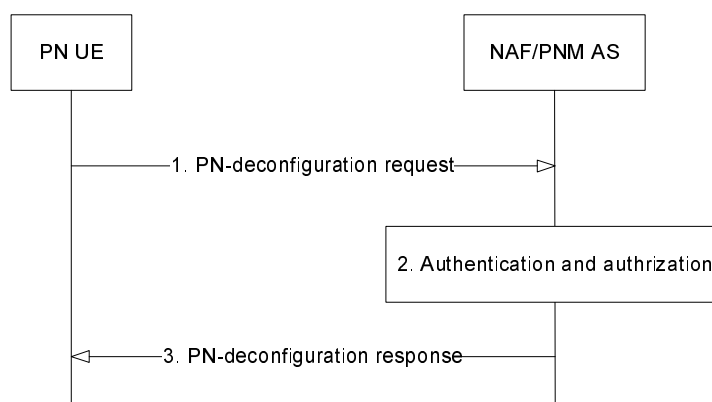 PN UE
NAF/PNM AS
1. PN-deconfiguration request
2. Authentication and authrization
3. PN-deconfiguration response